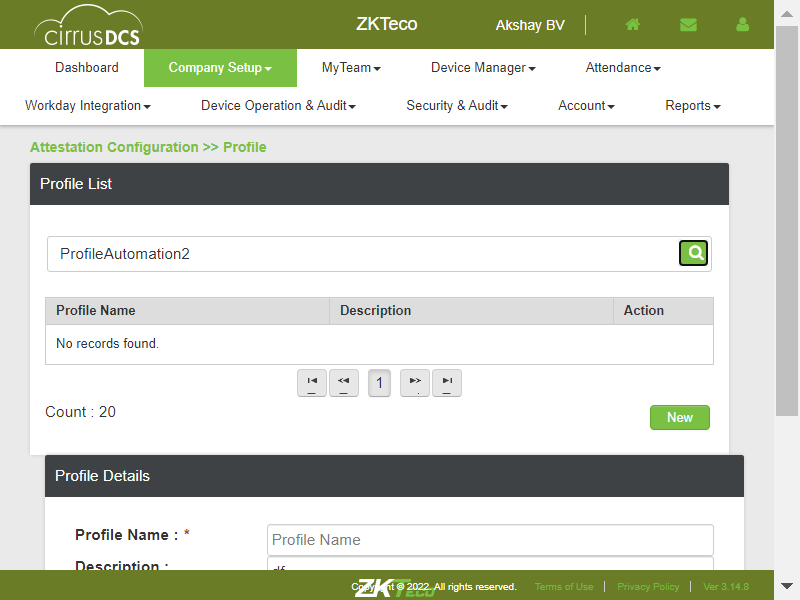 cirrusDCS ZKTeco Akshay BV
Dashboard Company Setup MyTeam Device Manager Attendance
Workday Integration Device Operation & Audit Security & Audit Account Reports
Attestation Configuration >> Profile
Profile List
ProfileAutomation2
Profile Name Description Action
No records found.
1
Count : 20 New
Profile Details
Profile Name : * Profile Name
Description : df
ZKTeco Copyright © 2022. All rights reserved. Terms of Use Privacy Policy Ver 3.14.8